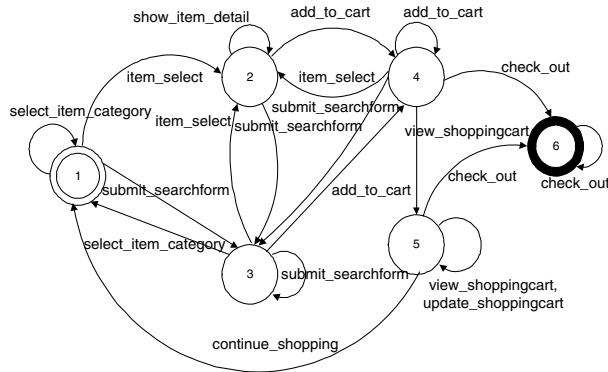 show_item_detail
add_to_cart
add_to_cart
item_select
2
item_select
4
check_out
select_item_category
item_select
submit_searchform
submit_searchform
view_shoppingcart
6
1
submit_searchform
add_to_cart
check_out
check_out
select_item_category
3
submit_searchform
5
view_shoppingcart,
update_shoppingcart
continue_shopping